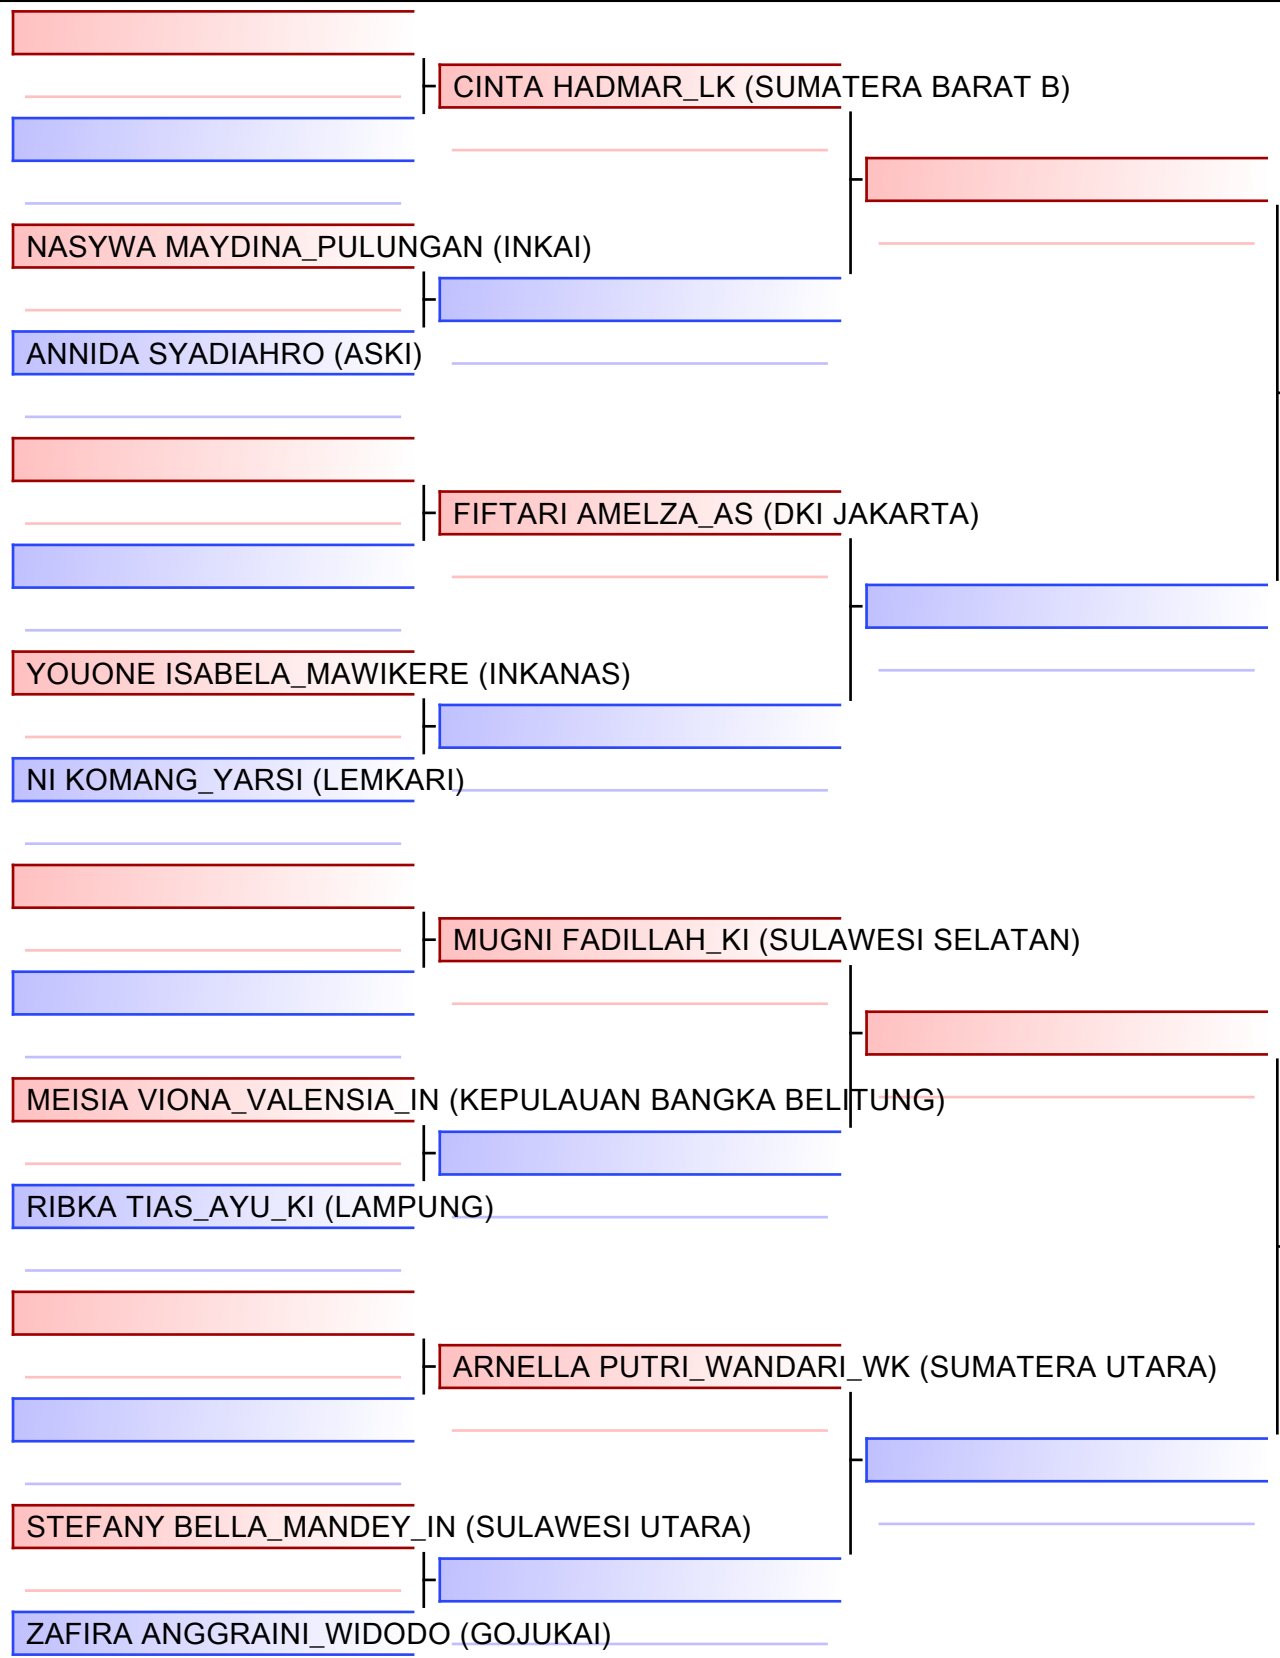 CINTA HADMAR_LK (SUMATERA BARAT B)
NASYWA MAYDINA_PULUNGAN (INKAI)
ANNIDA SYADIAHRO (ASKI)
FIFTARI AMELZA_AS (DKI JAKARTA)
YOUONE ISABELA_MAWIKERE (INKANAS)
NI KOMANG_YARSI (LEMKARI)
MUGNI FADILLAH_KI (SULAWESI SELATAN)
MEISIA VIONA_VALENSIA_IN (KEPULAUAN BANGKA BELITUNG)
RIBKA TIAS_AYU_KI (LAMPUNG)
ARNELLA PUTRI_WANDARI_WK (SUMATERA UTARA)
STEFANY BELLA_MANDEY_IN (SULAWESI UTARA)
ZAFIRA ANGGRAINI_WIDODO (GOJUKAI)